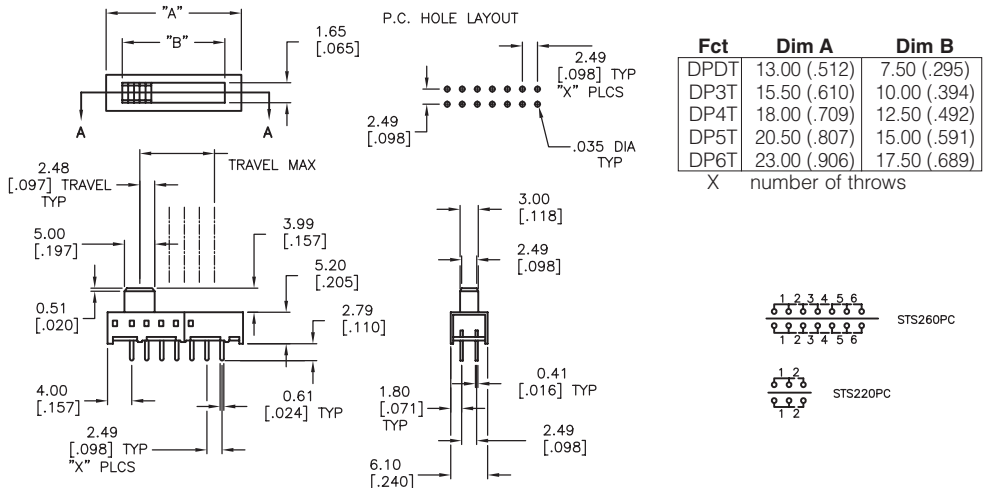 "A"
"B"
1.65
[.065]
A
A
P.C. HOLE LAYOUT
2.49
[.098] TYP
"X" PLCS
2.49
[.098]
.035 DIA
TYP
Fct Dim A Dim B
DPDT 13.00 (.512) 7.50 (.295)
DP3T 15.50 (.610) 10.00 (.394)
DP4T 18.00 (.709) 12.50 (.492)
DP5T 20.50 (.807) 15.00 (.591)
DP6T 23.00 (.906) 17.50 (.689)
X number of throws
TRAVEL MAX
2.48
[.097] TRAVEL
TYP
5.00
[.197]
3.99
[.157]
5.20
[.205]
0.51
[.020]
2.79
[.110]
4.00
[.157]
0.61
[.024] TYP
2.49
[.098] TYP
"X" PLCS
3.00
[.118]
2.49
[.098]
0.41
[.016] TYP
1.80
[.071]
TYP
2.49
[.098]
6.10
[.240]
1 2 3 4 5 6
STS260PC
1 2 3 4 5 6
1 2
STS220PC
1 2